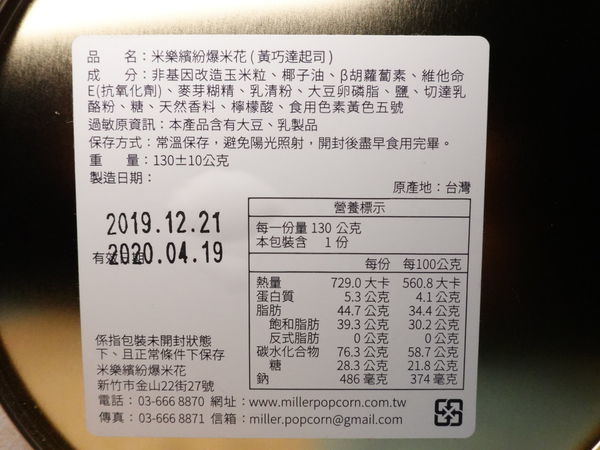 品　名：米樂繽紛爆米花（黃巧達起司）
成　分：非基因改造玉米粒、椰子油、β胡蘿蔔素、維他命
E(抗氧化劑)、麥芽糊精、乳清粉、大豆卵磷脂、鹽、切達乳
酪粉、糖、天然香料、檸檬酸、食用色素黃色五號
過敏原資訊：本產品含有大豆、乳製品
保存方式：常溫保存，避免陽光照射，開封後盡早食用完畢。
重　量：130±10公克
製造日期：
原產地：台灣
2019.12.21
有效日期
2020.04.19
營養標示
每一份量 130 公克
本包裝含 1 份
每份 每100公克
熱量 729.0 大卡 560.8 大卡
蛋白質 5.3 公克 4.1 公克
脂肪 44.7 公克 34.4 公克
飽和脂肪 39.3 公克 30.2 公克
反式脂肪 0 公克 0 公克
碳水化合物 76.3 公克 58.7 公克
糖 28.3 公克 21.8 公克
鈉 486 毫克 374 毫克
係指包裝未開封狀態
下、且正常條件下保存
米樂繽紛爆米花
新竹市金山22街27號
電話：03-666 8870 網址：www.millerpopcorn.com.tw
傳真：03-666 8871 信箱：miller.popcorn@gmail.com